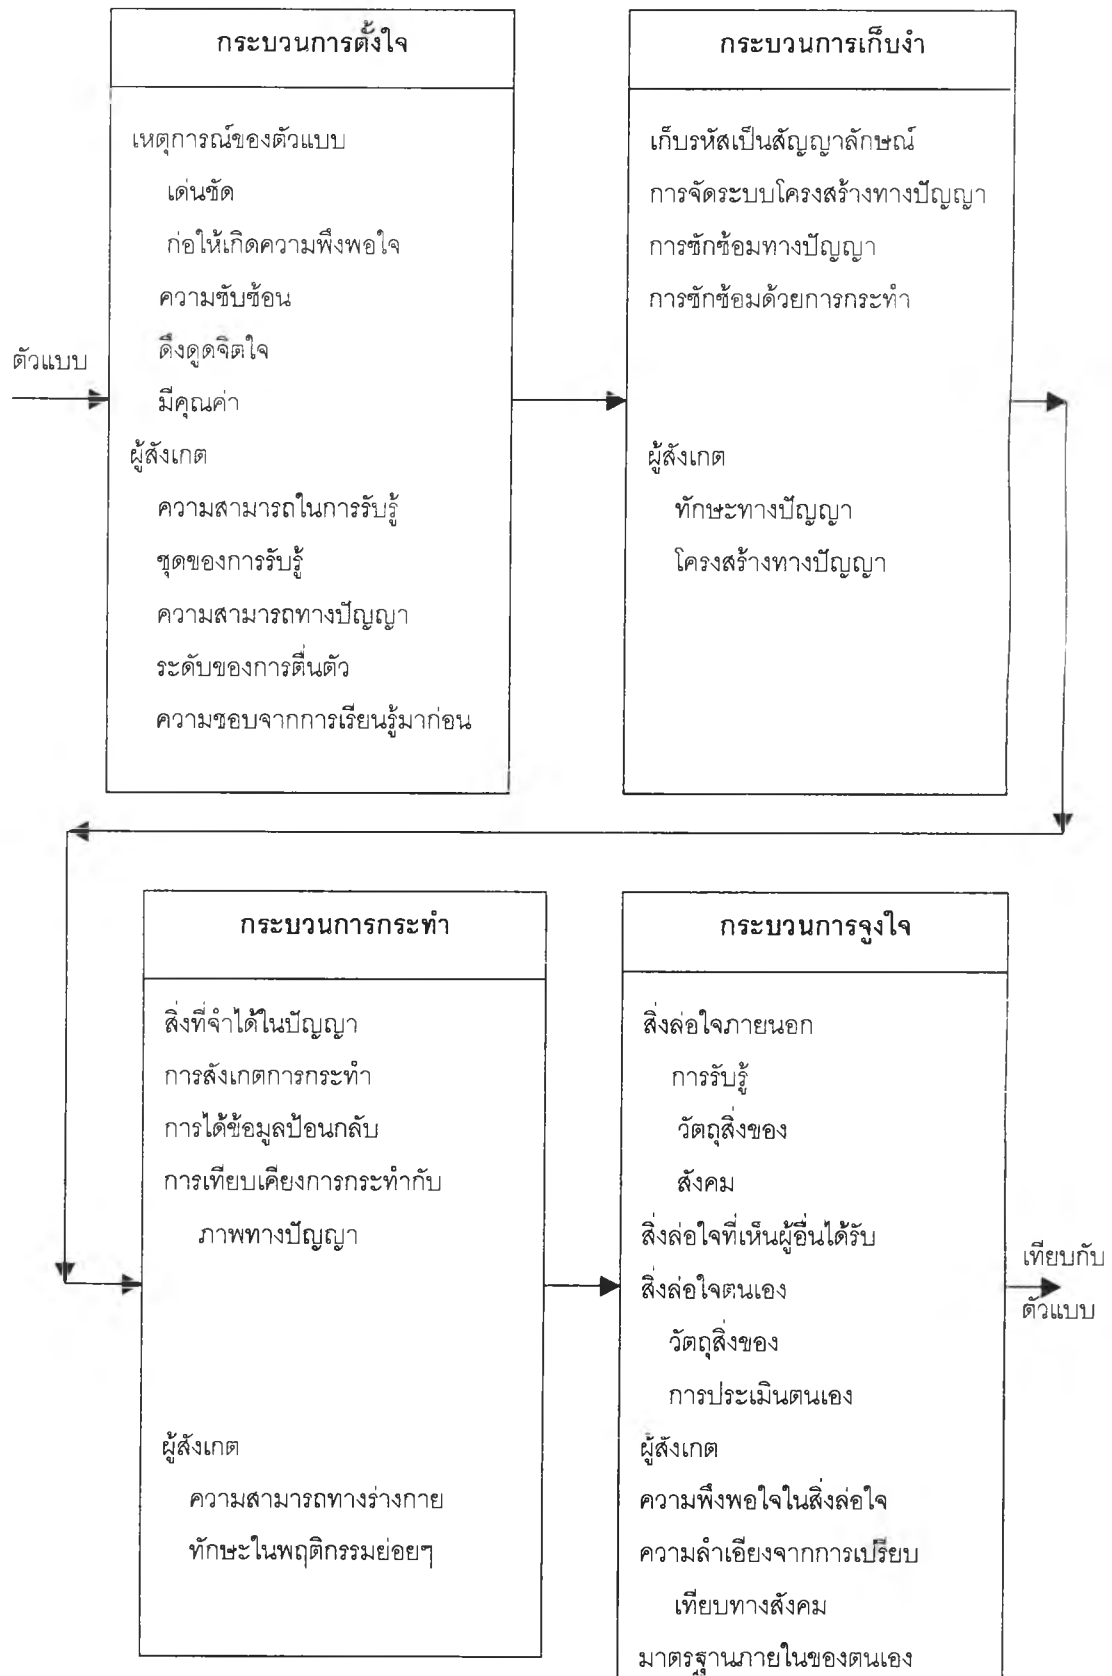 ตัวแบบ
กระบวนการตั้งใจ
เหตุการณ์ของตัวแบบ
เด่นชัด
ก่อให้เกิดความพึงพอใจ
ความซับซ้อน
ดึงดูดจิตใจ
มีคุณค่า
ผู้สังเกต
ความสามารถในการรับรู้
ชุดของการรับรู้
ความสามารถทางปัญญา
ระดับของการตื่นตัว
ความชอบจากการเรียนรู้มาก่อน
กระบวนการเก็บงำ
เก็บรหัสเป็นสัญญาลักษณ์
การจัดระบบโครงสร้างทางปัญญา
การซักซ้อมทางปัญญา
การซักซ้อมด้วยการกระทำ
ผู้สังเกต
ทักษะทางปัญญา
โครงสร้างทางปัญญา
กระบวนการกระทำ
สิ่งที่จำได้ในปัญญา
การสังเกตการกระทำ
การได้ข้อมูลป้อนกลับ
การเทียบเคียงการกระทำกับ
ภาพทางปัญญา
ผู้สังเกต
ความสามารถทางร่างกาย
ทักษะในพฤติกรรมย่อยๆ
กระบวนการจูงใจ
สิ่งล่อใจภายนอก
การรับรู้
วัตถุสิ่งของ
สังคม
สิ่งล่อใจที่เห็นผู้อื่นได้รับ
สิ่งล่อใจตนเอง
วัตถุสิ่งของ
การประเมินตนเอง
ผู้สังเกต
ความพึงพอใจในสิ่งล่อใจ
ความลำเอียงจากการเปรียบ
เทียบทางสังคม
มาตรฐานภายในของตนเอง
เทียบกับ
ตัวแบบ